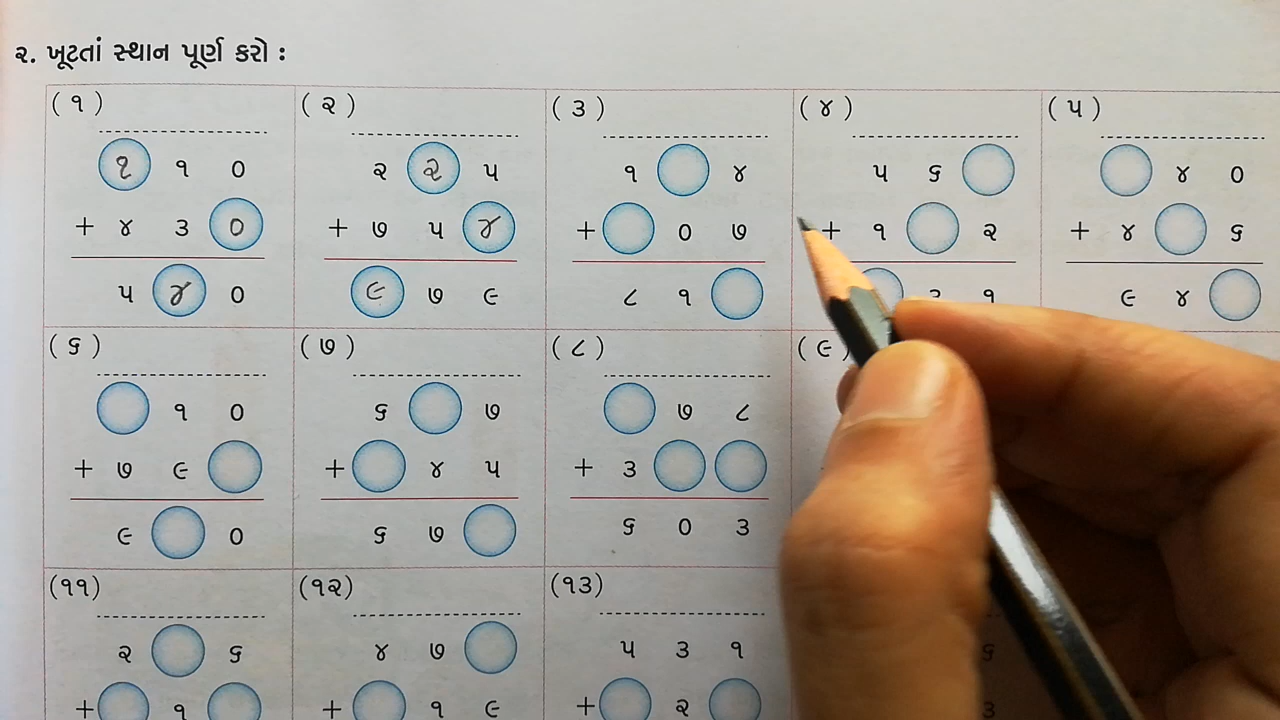 ૨. ખૂટતાં સ્થાન પૂર્ણ કરો :
(૧) (૨) (૩) (૪) (૫)
૧ ૧ ૦ ૨ ૨ ૫ ૧ ૪ ૫ ૬ ૪ ૦
+ ૪ ૩ ૦ + ૭ ૫ ૪ + ૦ ૭ + ૧ ૨ + ૪ ૬
૫ ૪ ૦ ૯ ૭ ૯ ૮ ૧ ૧ ૯ ૪
(૬) (૭) (૮) (૯)
૧ ૦ ૬ ૭ ૭ ૮
+ ૭ ૯ + ૪ ૫ + ૩
૯ ૦ ૬ ૭ ૬ ૦ ૩
(૧૧) (૧૨) (૧૩)
૨ ૬ ૪ ૭ ૫ ૩ ૧
+ ૧ + ૧ ૯ + ૨